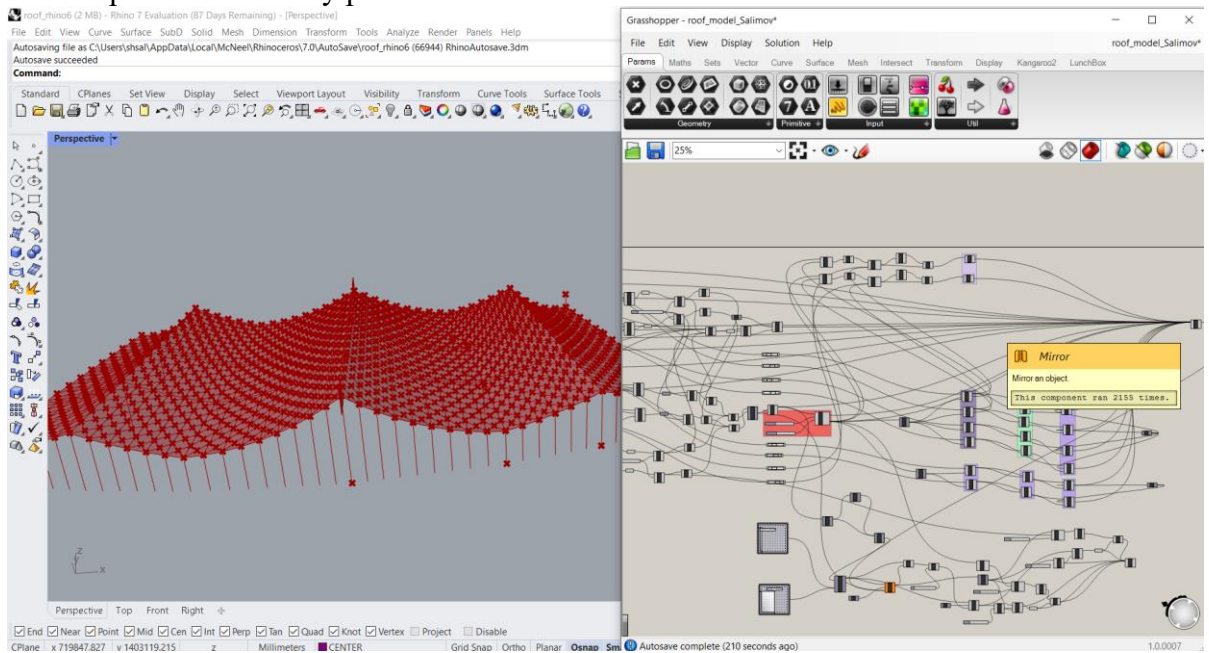 roof_rhino6 (2 MB) - Rhino 7 Evaluation (87 Days Remaining) - [Perspective]
File Edit View Curve Surface SubD Solid Mesh Dimension Transform Tools Analyze Render Panels Help
Autosaving file as C:\Users\shsal\AppData\Local\McNeel\Rhinoceros\7.0\AutoSave\roof_rhino6 (66944) RhinoAutosave.3dm
Autosave succeeded
Command:
Standard CPlanes Set View Display Select Viewport Layout Visibility Transform Curve Tools Surface Tools
Perspective
z
x
Perspective Top Front Right
End Near Point Mid Cen Int Perp Tan Quad Knot Vertex Project Disable
CPlane x 719847.827 y 1403119.215 z Millimeters CENTER Grid Snap Ortho Planar Osnap
Grasshopper - roof_model_Salimov*
File Edit View Display Solution Help roof_model_Salimov*
Params Maths Sets Vector Curve Surface Mesh Intersect Transform Display Kangaroo2 LunchBox
Geometry Primitive Input Util
25%
Mirror
Mirror an object.
This component ran 2155 times.
Autosave complete (210 seconds ago) 1.0.0007